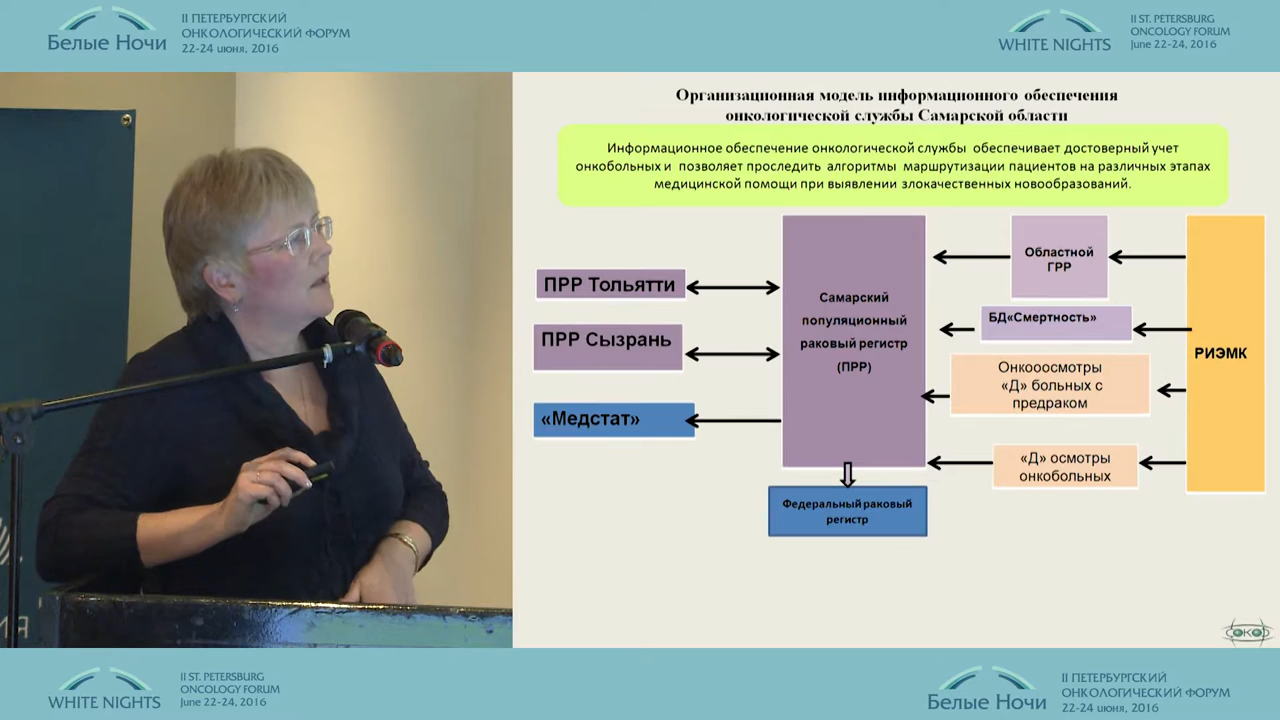 Белые Ночи
II ПЕТЕРБУРГСКИЙ
ОНКОЛОГИЧЕСКИЙ ФОРУМ
22-24 июня, 2016
WHITE NIGHTS
II ST. PETERSBURG
ONCOLOGY FORUM
June 22-24, 2016
Организационная модель информационного обеспечения
онкологической службы Самарской области
Информационное обеспечение онкологической службы обеспечивает достоверный учет
онкобольных и позволяет проследить алгоритмы маршрутизации пациентов на различных этапах
медицинской помощи при выявлении злокачественных новообразований.
ПРР Тольятти
ПРР Сызрань
«Медстат»
Самарский
популяционный
раковый регистр
(ПРР)
Федеральный раковый
регистр
Областной
ГРР
БД«Смертность»
Онкооосмотры
«Д» больных с
предраком
«Д» осмотры
онкобольных
РИЭМК
СОКОД
WHITE NIGHTS
II ST. PETERSBURG
ONCOLOGY FORUM
June 22-24, 2016
Белые Ночи
II ПЕТЕРБУРГСКИЙ
ОНКОЛОГИЧЕСКИЙ ФОРУМ
22-24 июня, 2016